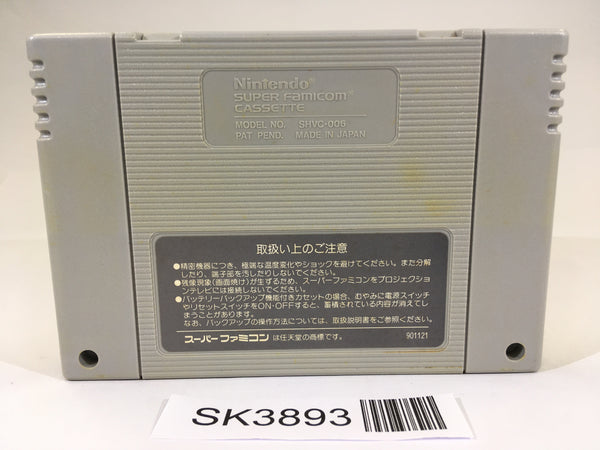 Nintendo®
SUPER FAMICOM®
CASSETTE
MODEL NO. SHVC-005
PAT PEND. MADE IN JAPAN
取扱い上のご注意
●精密機器につき、極端な温度変化やショックを避けてください。また分解
したり、端子部を汚したりしないでください。
●残像現象(画面焼け)が生ずるため、スーパーファミコンをプロジェクショ
ンテレビには接続しないでください。
●バッテリーバックアップ機能付きカセットの場合、むやみに電源スイッチ
やリセットスイッチをON・OFFすると、蓄積されている内容が消えてし
まうことがあります。
なお、バックアップの操作方法については、取扱説明書をご参照ください。
スーパーファミコン は任天堂の商標です。 901121
SK3893